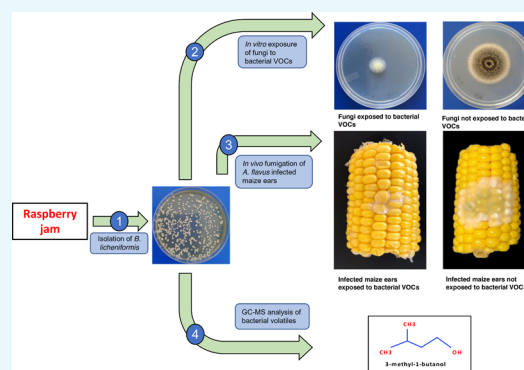 2
In vitro exposure
of fungi to
bacterial VOCs
Fungi exposed to bacterial
VOCs
Fungi not exposed to bacte
VOCs
3
In vivo fumigation of
A. flavus infected
maize ears
Raspberry
jam
1
Isolation of B.
licheniformis
Infected maize ears
exposed to bacterial VOCs
Infected maize ears not
exposed to bacterial VOC
4
GC-MS analysis of
bacterial volatiles
CH3
CH3
OH
3-methyl-1-butanol